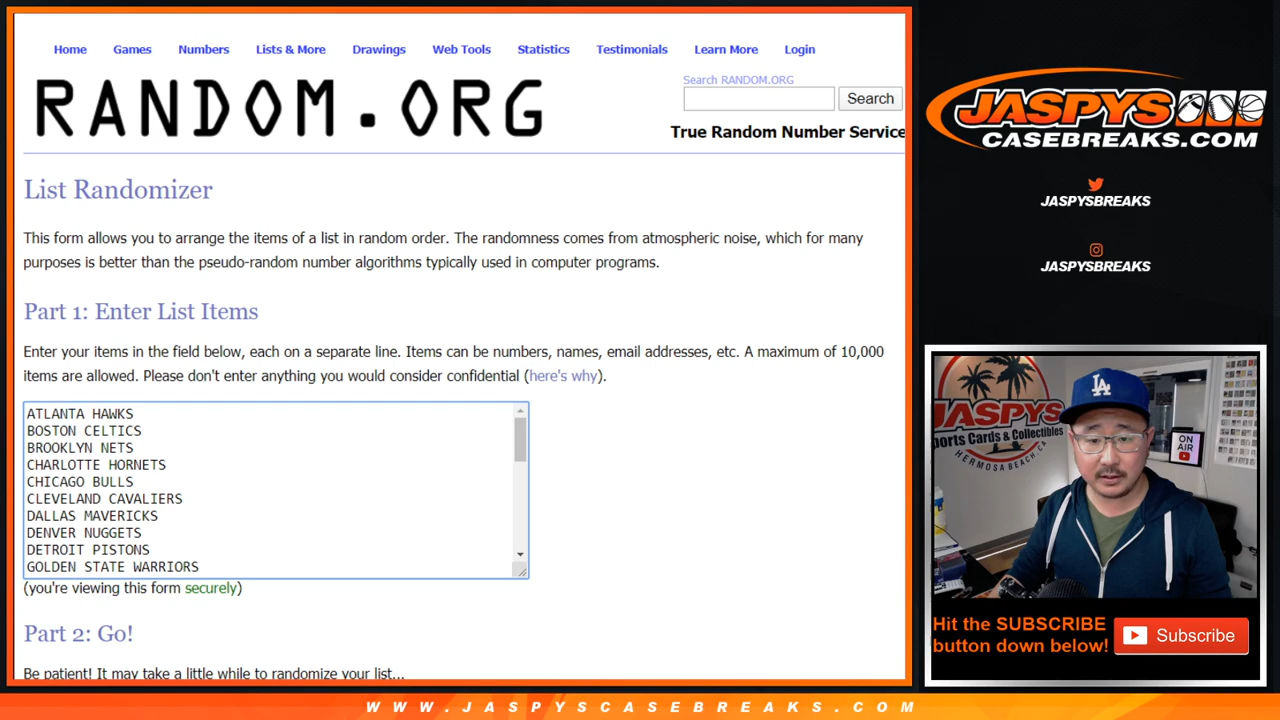 Home Games Numbers Lists & More Drawings Web Tools Statistics Testimonials Learn More Login
RANDOM.ORG
Search RANDOM.ORG
Search
True Random Number Service
List Randomizer
This form allows you to arrange the items of a list in random order. The randomness comes from atmospheric noise, which for many
purposes is better than the pseudo-random number algorithms typically used in computer programs.
Part 1: Enter List Items
Enter your items in the field below, each on a separate line. Items can be numbers, names, email addresses, etc. A maximum of 10,000
items are allowed. Please don't enter anything you would consider confidential (here's why).
ATLANTA HAWKS
BOSTON CELTICS
BROOKLYN NETS
CHARLOTTE HORNETS
CHICAGO BULLS
CLEVELAND CAVALIERS
DALLAS MAVERICKS
DENVER NUGGETS
DETROIT PISTONS
GOLDEN STATE WARRIORS
(you're viewing this form securely)
Part 2: Go!
Be patient! It may take a little while to randomize your list...
JASPYS
CASEBREAKS.COM
JASPYSBREAKS
JASPYSBREAKS
JASPYS
Sports Cards & Collectibles
HERMOSA BEACH, CA
LA
ON
AIR
Hit the SUBSCRIBE
button down below!
Subscribe
WWW.JASPYSCASEBREAKS.COM